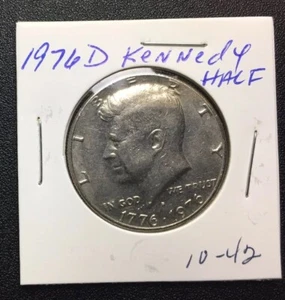 1976D Kennedy
HALF
LIBERTY
IN GOD WE TRUST
1776·1976
10-42